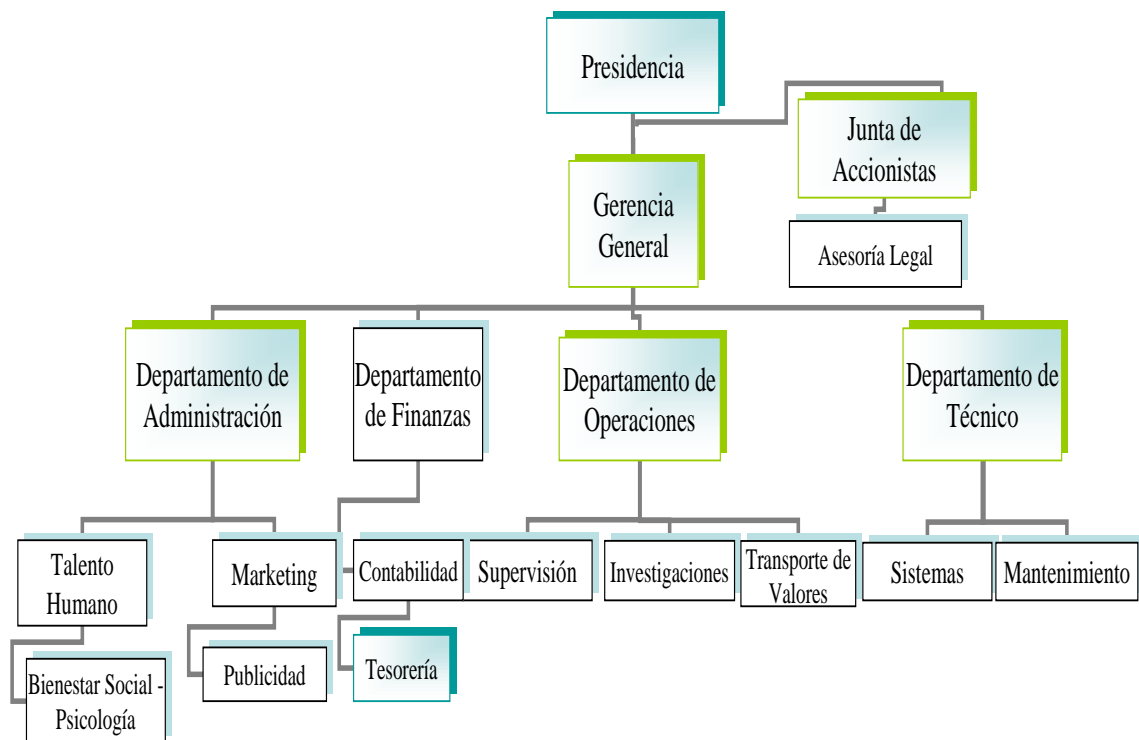 Presidencia
Junta de
Accionistas
Gerencia
General
Asesoría Legal
Departamento de
Administración
Departamento
de Finanzas
Departamento de
Operaciones
Departamento de
Técnico
Talento
Humano
Marketing
Contabilidad
Supervisión
Investigaciones
Transporte de
Valores
Sistemas
Mantenimiento
Bienestar Social -
Psicología
Publicidad
Tesorería